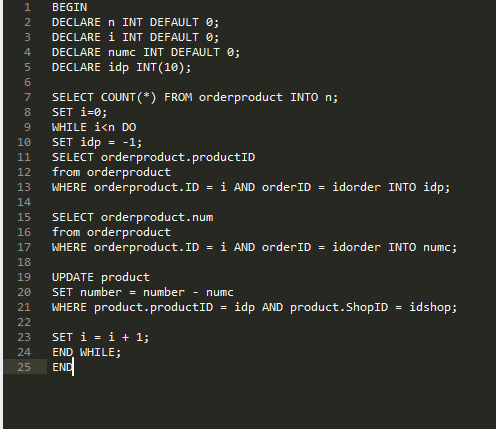 1 BEGIN
2 DECLARE n INT DEFAULT 0;
3 DECLARE i INT DEFAULT 0;
4 DECLARE numc INT DEFAULT 0;
5 DECLARE idp INT(10);
6
7 SELECT COUNT(*) FROM orderproduct INTO n;
8 SET i=0;
9 WHILE i<n DO
10 SET idp = -1;
11 SELECT orderproduct.productID
12 from orderproduct
13 WHERE orderproduct.ID = i AND orderID = idorder INTO idp;
14
15 SELECT orderproduct.num
16 from orderproduct
17 WHERE orderproduct.ID = i AND orderID = idorder INTO numc;
18
19 UPDATE product
20 SET number = number - numc
21 WHERE product.productID = idp AND product.ShopID = idshop;
22
23 SET i = i + 1;
24 END WHILE;
25 END